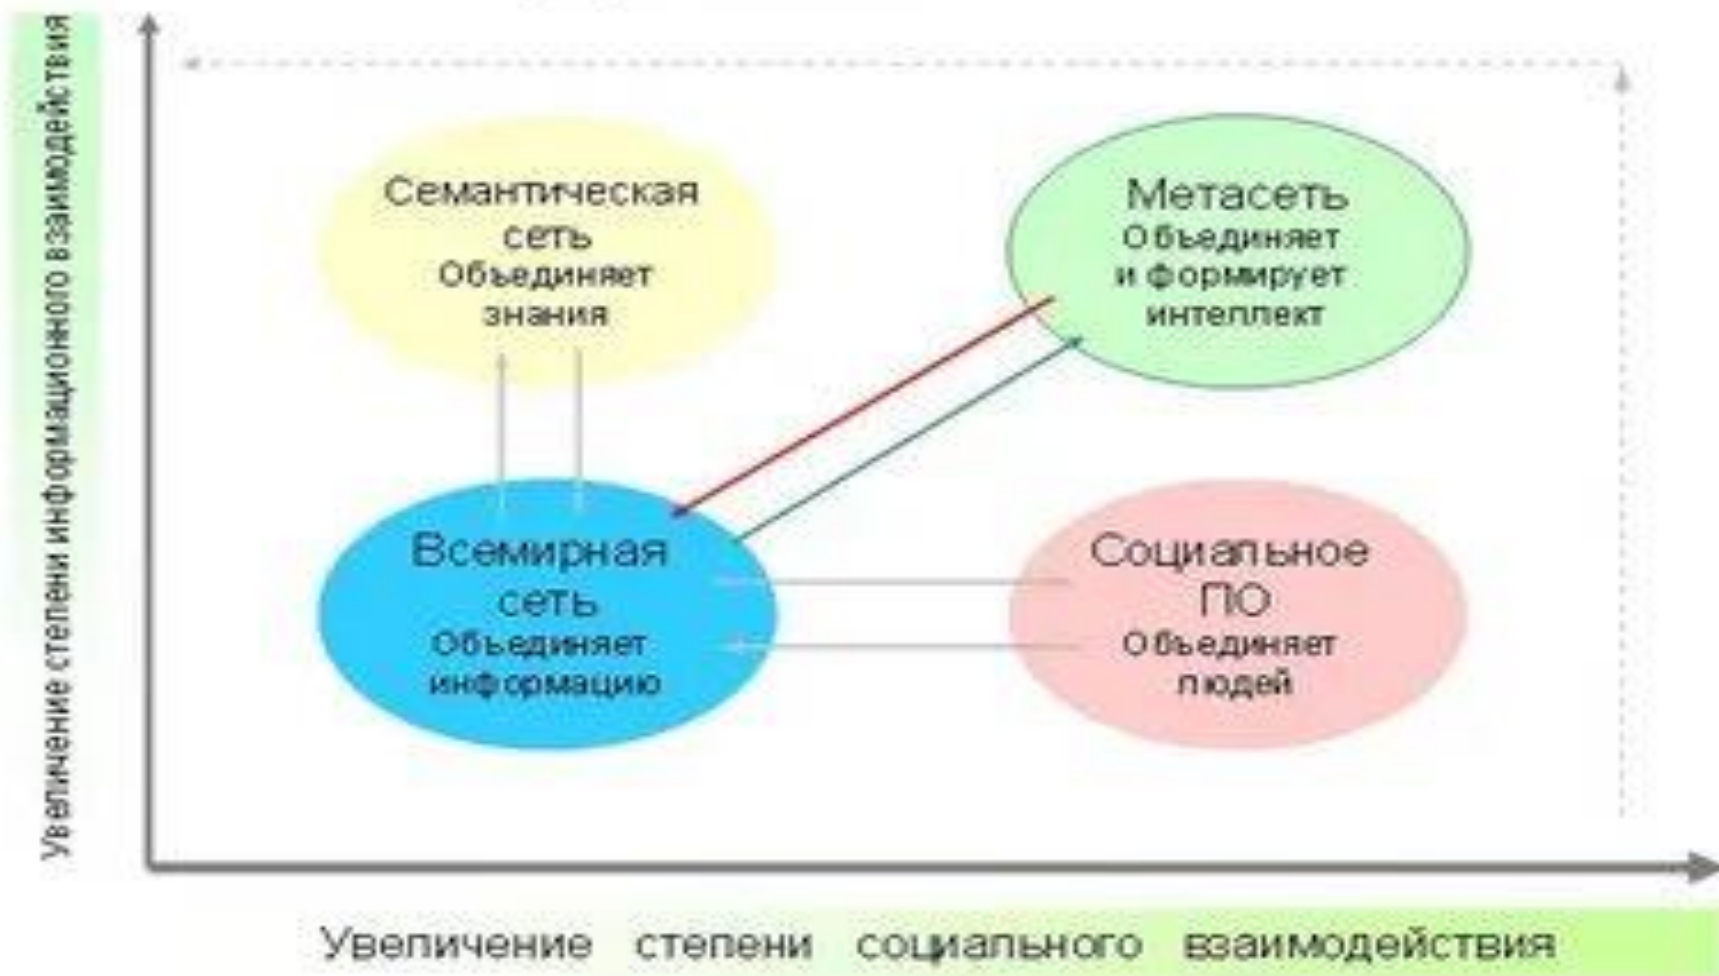 Увеличение степени информационного взаимодействия
Семантическая
сеть
Объединяет
знания
Метасеть
Объединяет
и формирует
интеллект
Всемирная
сеть
Объединяет
информацию
Социальное
ПО
Объединяет
людей
Увеличение степени социального взаимодействия